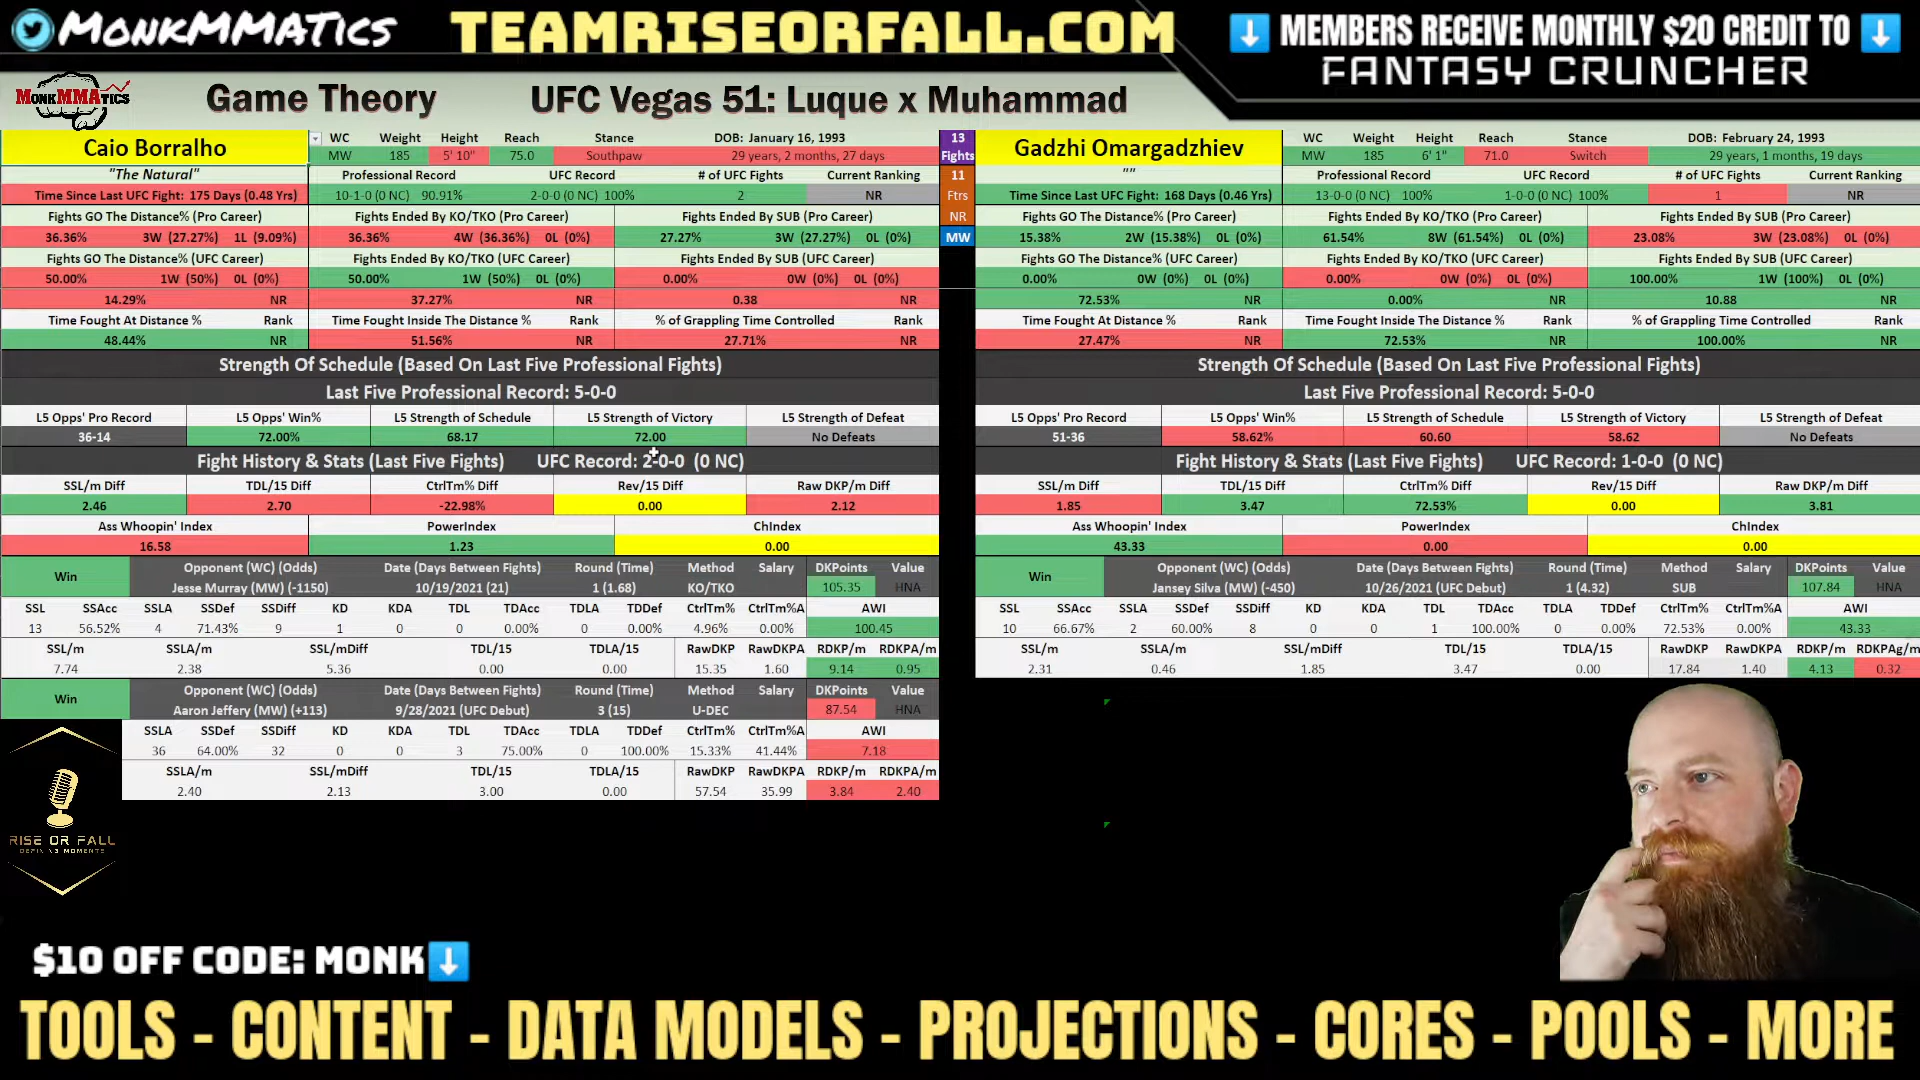 MonkMMAtics TEAMRISEORFALL.COM MEMBERS RECEIVE MONTHLY $20 CREDIT TO
FANTASY CRUNCHER
MonkMMAtics Game Theory UFC Vegas 51: Luque x Muhammad
Caio Borralho WC Weight Height Reach Stance DOB: January 16, 1993
MW 185 5' 10" 75.0 Southpaw 29 years, 2 months, 27 days
"The Natural" Professional Record UFC Record # of UFC Fights Current Ranking
Time Since Last UFC Fight: 175 Days (0.48 Yrs) 10-1-0 (0 NC) 90.91% 2-0-0 (0 NC) 100% 2 NR
Fights GO The Distance% (Pro Career) Fights Ended By KO/TKO (Pro Career) Fights Ended By SUB (Pro Career)
36.36% 3W (27.27%) 1L (9.09%) 36.36% 4W (36.36%) 0L (0%) 27.27% 3W (27.27%) 0L (0%)
Fights GO The Distance% (UFC Career) Fights Ended By KO/TKO (UFC Career) Fights Ended By SUB (UFC Career)
50.00% 1W (50%) 0L (0%) 50.00% 1W (50%) 0L (0%) 0.00% 0W (0%) 0L (0%)
14.29% NR 37.27% NR 0.38 NR
Time Fought At Distance % Rank Time Fought Inside The Distance % Rank % of Grappling Time Controlled Rank
48.44% NR 51.56% NR 27.71% NR
Strength Of Schedule (Based On Last Five Professional Fights)
Last Five Professional Record: 5-0-0
L5 Opps' Pro Record L5 Opps' Win% L5 Strength of Schedule L5 Strength of Victory L5 Strength of Defeat
36-14 72.00% 68.17 72.00 No Defeats
Fight History & Stats (Last Five Fights) UFC Record: 2-0-0 (0 NC)
SSL/m Diff TDL/15 Diff CtrlTm% Diff Rev/15 Diff Raw DKP/m Diff
2.46 2.70 -22.98% 0.00 2.12
Ass Whoopin' Index PowerIndex ChIndex
16.58 1.23 0.00
Win Opponent (WC) (Odds) Date (Days Between Fights) Round (Time) Method Salary DKPoints Value
Jesse Murray (MW) (-1150) 10/19/2021 (21) 1 (1.68) KO/TKO 105.35 HNA
SSL SSAcc SSLA SSDef SSDiff KD KDA TDL TDAcc TDLA TDDef CtrlTm% CtrlTm%A AWI
13 56.52% 4 71.43% 9 1 0 0 0.00% 0 0.00% 4.96% 0.00% 100.45
SSL/m SSLA/m SSL/mDiff TDL/15 TDLA/15 RawDKP RawDKPA RDKP/m RDKPA/m
7.74 2.38 5.36 0.00 0.00 15.35 1.60 9.14 0.95
Win Opponent (WC) (Odds) Date (Days Between Fights) Round (Time) Method Salary DKPoints Value
Aaron Jeffery (MW) (+113) 9/28/2021 (UFC Debut) 3 (15) U-DEC 87.54 HNA
SSLA SSDef SSDiff KD KDA TDL TDAcc TDLA TDDef CtrlTm% CtrlTm%A AWI
36 64.00% 32 0 0 3 75.00% 0 100.00% 15.33% 41.44% 7.18
SSLA/m SSL/mDiff TDL/15 TDLA/15 RawDKP RawDKPA RDKP/m RDKPA/m
2.40 2.13 3.00 0.00 57.54 35.99 3.84 2.40
13
Fights
11
Ftrs
NR
MW
Gadzhi Omargadzhiev WC Weight Height Reach Stance DOB: February 24, 1993
MW 185 6' 1" 71.0 Switch 29 years, 1 months, 19 days
"" Professional Record UFC Record # of UFC Fights Current Ranking
Time Since Last UFC Fight: 168 Days (0.46 Yrs) 13-0-0 (0 NC) 100% 1-0-0 (0 NC) 100% 1 NR
Fights GO The Distance% (Pro Career) Fights Ended By KO/TKO (Pro Career) Fights Ended By SUB (Pro Career)
15.38% 2W (15.38%) 0L (0%) 61.54% 8W (61.54%) 0L (0%) 23.08% 3W (23.08%) 0L (0%)
Fights GO The Distance% (UFC Career) Fights Ended By KO/TKO (UFC Career) Fights Ended By SUB (UFC Career)
0.00% 0W (0%) 0L (0%) 0.00% 0W (0%) 0L (0%) 100.00% 1W (100%) 0L (0%)
72.53% NR 0.00% NR 10.88 NR
Time Fought At Distance % Rank Time Fought Inside The Distance % Rank % of Grappling Time Controlled Rank
27.47% NR 72.53% NR 100.00% NR
Strength Of Schedule (Based On Last Five Professional Fights)
Last Five Professional Record: 5-0-0
L5 Opps' Pro Record L5 Opps' Win% L5 Strength of Schedule L5 Strength of Victory L5 Strength of Defeat
51-36 58.62% 60.60 58.62 No Defeats
Fight History & Stats (Last Five Fights) UFC Record: 1-0-0 (0 NC)
SSL/m Diff TDL/15 Diff CtrlTm% Diff Rev/15 Diff Raw DKP/m Diff
1.85 3.47 72.53% 0.00 3.81
Ass Whoopin' Index PowerIndex ChIndex
43.33 0.00 0.00
Win Opponent (WC) (Odds) Date (Days Between Fights) Round (Time) Method Salary DKPoints Value
Jansey Silva (MW) (-450) 10/26/2021 (UFC Debut) 1 (4.32) SUB 107.84 HNA
SSL SSAcc SSLA SSDef SSDiff KD KDA TDL TDAcc TDLA TDDef CtrlTm% CtrlTm%A AWI
10 66.67% 2 60.00% 8 0 0 1 100.00% 0 0.00% 72.53% 0.00% 43.33
SSL/m SSLA/m SSL/mDiff TDL/15 TDLA/15 RawDKP RawDKPA RDKP/m RDKPAg/m
2.31 0.46 1.85 3.47 0.00 17.84 1.40 4.13 0.32
RISE OR FALL
$10 OFF CODE: MONK
TOOLS - CONTENT - DATA MODELS - PROJECTIONS - CORES - POOLS - MORE